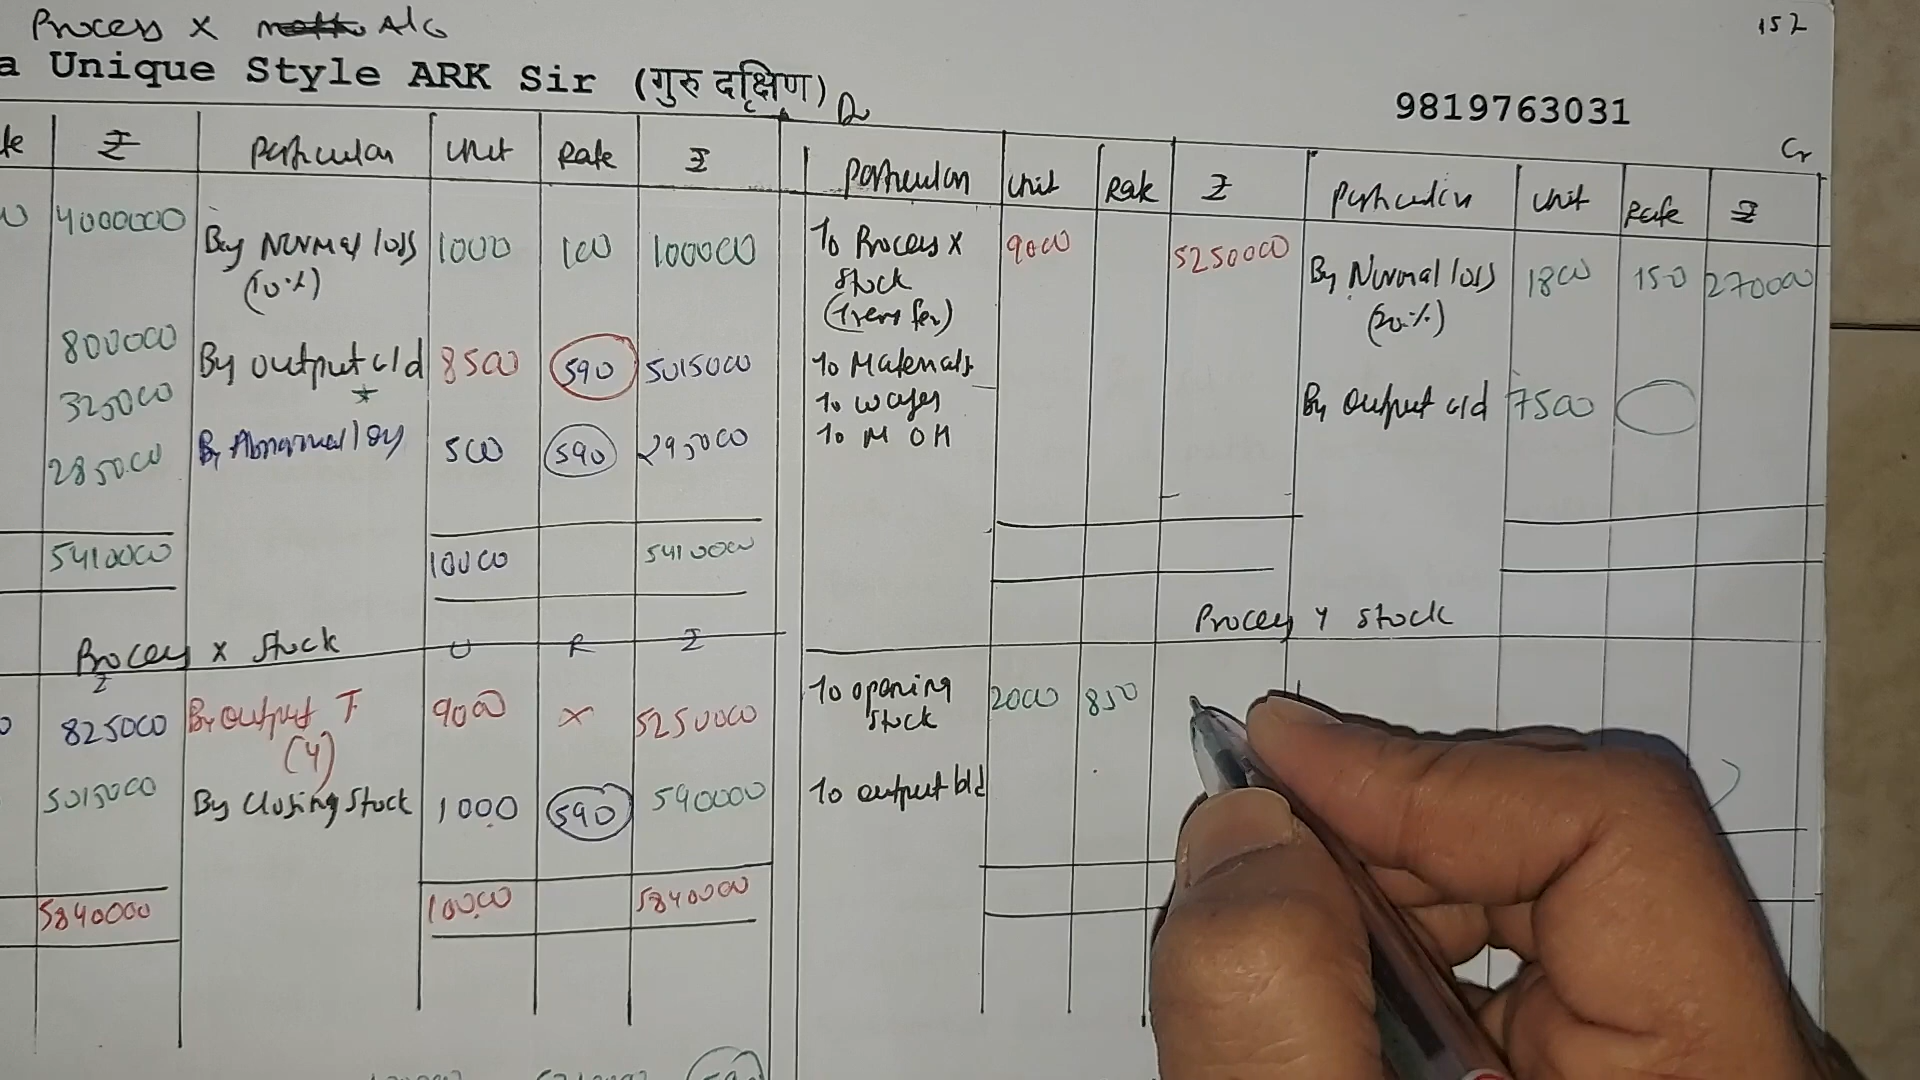 Process X A/c
152
a Unique Style ARK Sir (गुरु दक्षिण)
9819763031
Dr
Cr
₹ Particular Unit Rate ₹ Particular Unit Rate ₹ Particular Unit Rate ₹
4000000 By Normal loss 1000 100 100000 To Process X 9000 5250000 By Normal loss 1800 150 270000
(10%) Stock (20%)
(Transfer)
800000 By output c/d 8500 590 5015000 To Materials By Output c/d 7500
325000 To wages
285000 By Abnormal loss 500 590 295000 To M OH
5410000 10000 5410000
Process X Stock U R ₹ Process Y Stock
₹
825000 By Output T 9000 X 5250000 To opening 2000 850
(Y) stock
5015000 By Closing Stock 1000 590 590000 To output b/d
5840000 10000 5840000